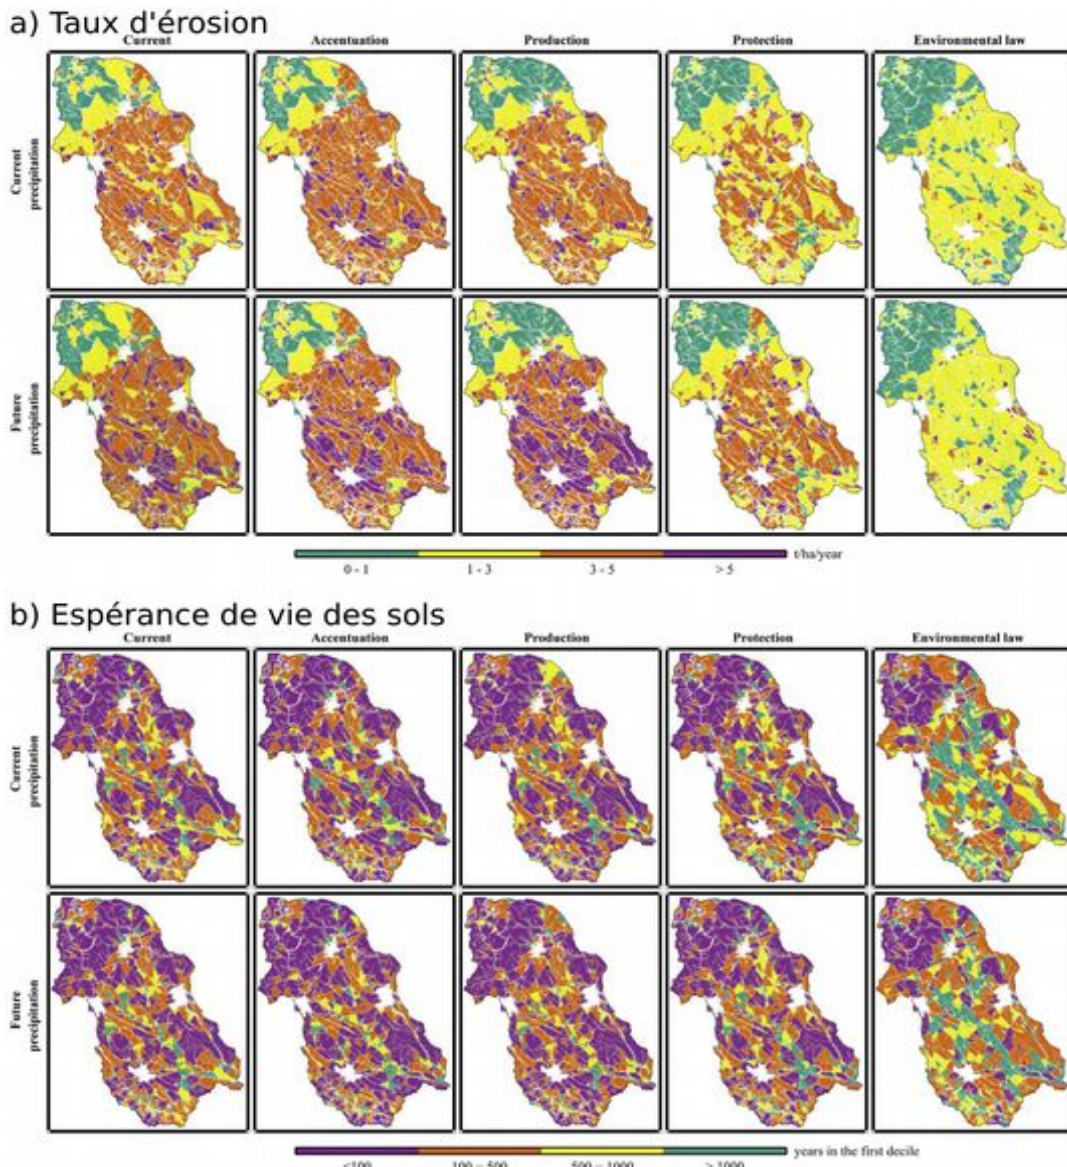 a) Taux d'érosion
Current Accentuation Production Protection Environmental law
Current precipitation
Future precipitation
t/ha/year
0 - 1 1 - 3 3 - 5 > 5
b) Espérance de vie des sols
Current Accentuation Production Protection Environmental law
Current precipitation
Future precipitation
years in the first decile
<100 100 - 500 500 - 1000 > 1000